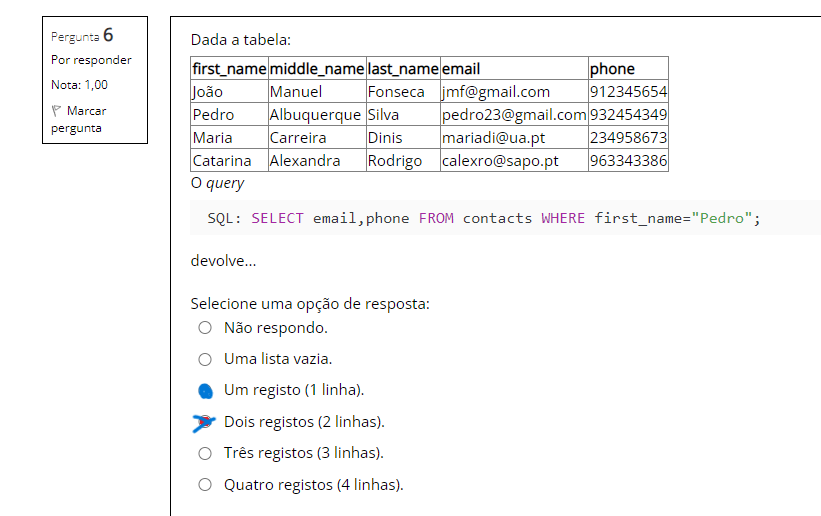 Pergunta 6
Por responder
Nota: 1,00
Marcar
pergunta
Dada a tabela:
first_name middle_name last_name email phone
João Manuel Fonseca jmf@gmail.com 912345654
Pedro Albuquerque Silva pedro23@gmail.com 932454349
Maria Carreira Dinis mariadi@ua.pt 234958673
Catarina Alexandra Rodrigo calexro@sapo.pt 963343386
O query
SQL: SELECT email,phone FROM contacts WHERE first_name="Pedro";
devolve...
Selecione uma opção de resposta:
Não respondo.
Uma lista vazia.
Um registo (1 linha).
Dois registos (2 linhas).
Três registos (3 linhas).
Quatro registos (4 linhas).